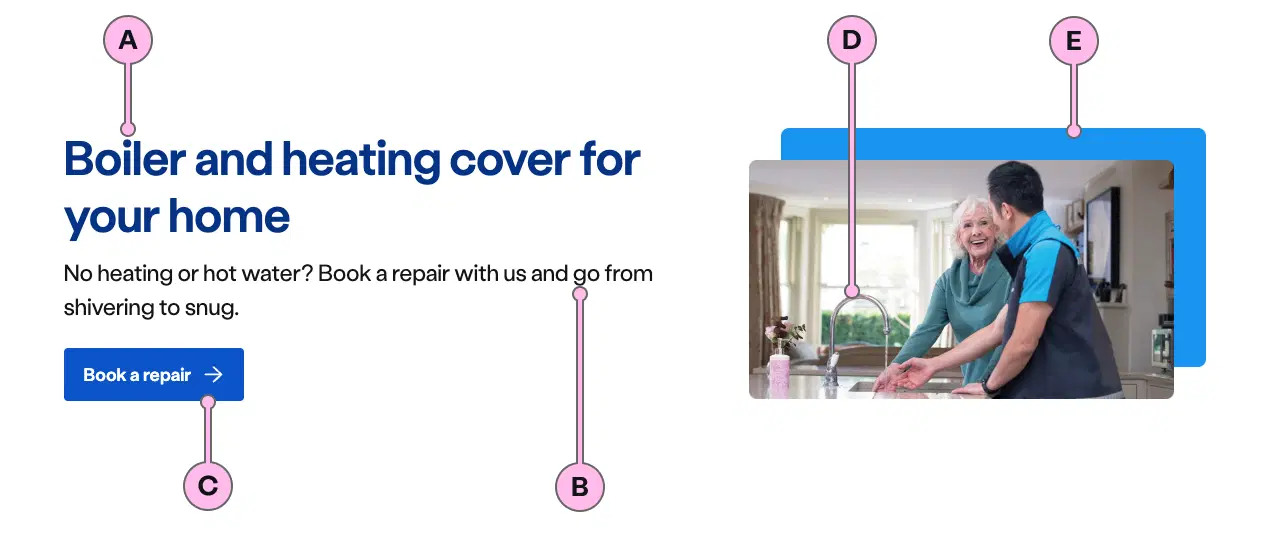 A
D
E
Boiler and heating cover for
your home
No heating or hot water? Book a repair with us and go from
shivering to snug.
Book a repair
C
B